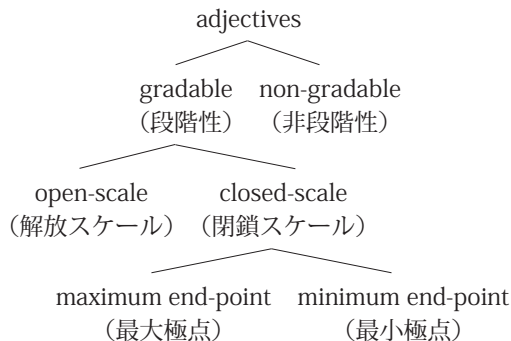 adjectives
gradable non-gradable
（段階性） （非段階性）
open-scale closed-scale
（解放スケール） （閉鎖スケール）
maximum end-point minimum end-point
（最大極点） （最小極点）